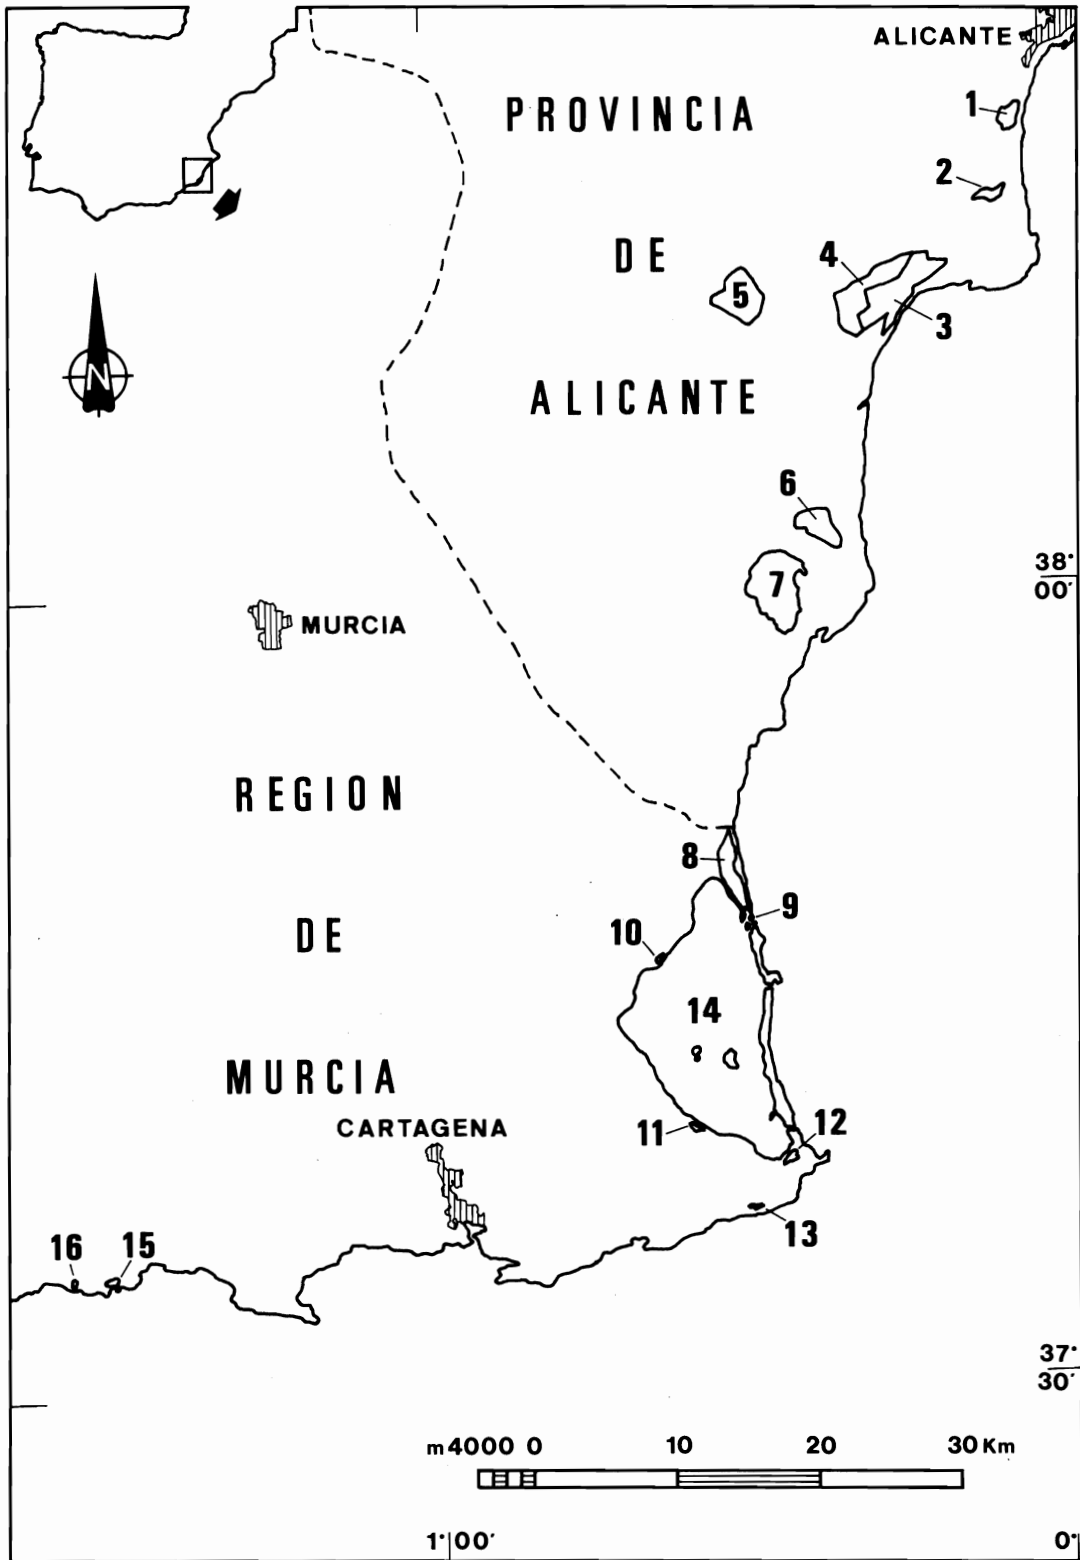 ALICANTE
PROVINCIA
1
2
DE
4
5
3
N
ALICANTE
6
38°
00'
7
MURCIA
REGION
8
9
DE
10
14
MURCIA
CARTAGENA
11
12
13
16
15
37°
30'
m4000 0 10 20 30 Km
1° 00' 0°